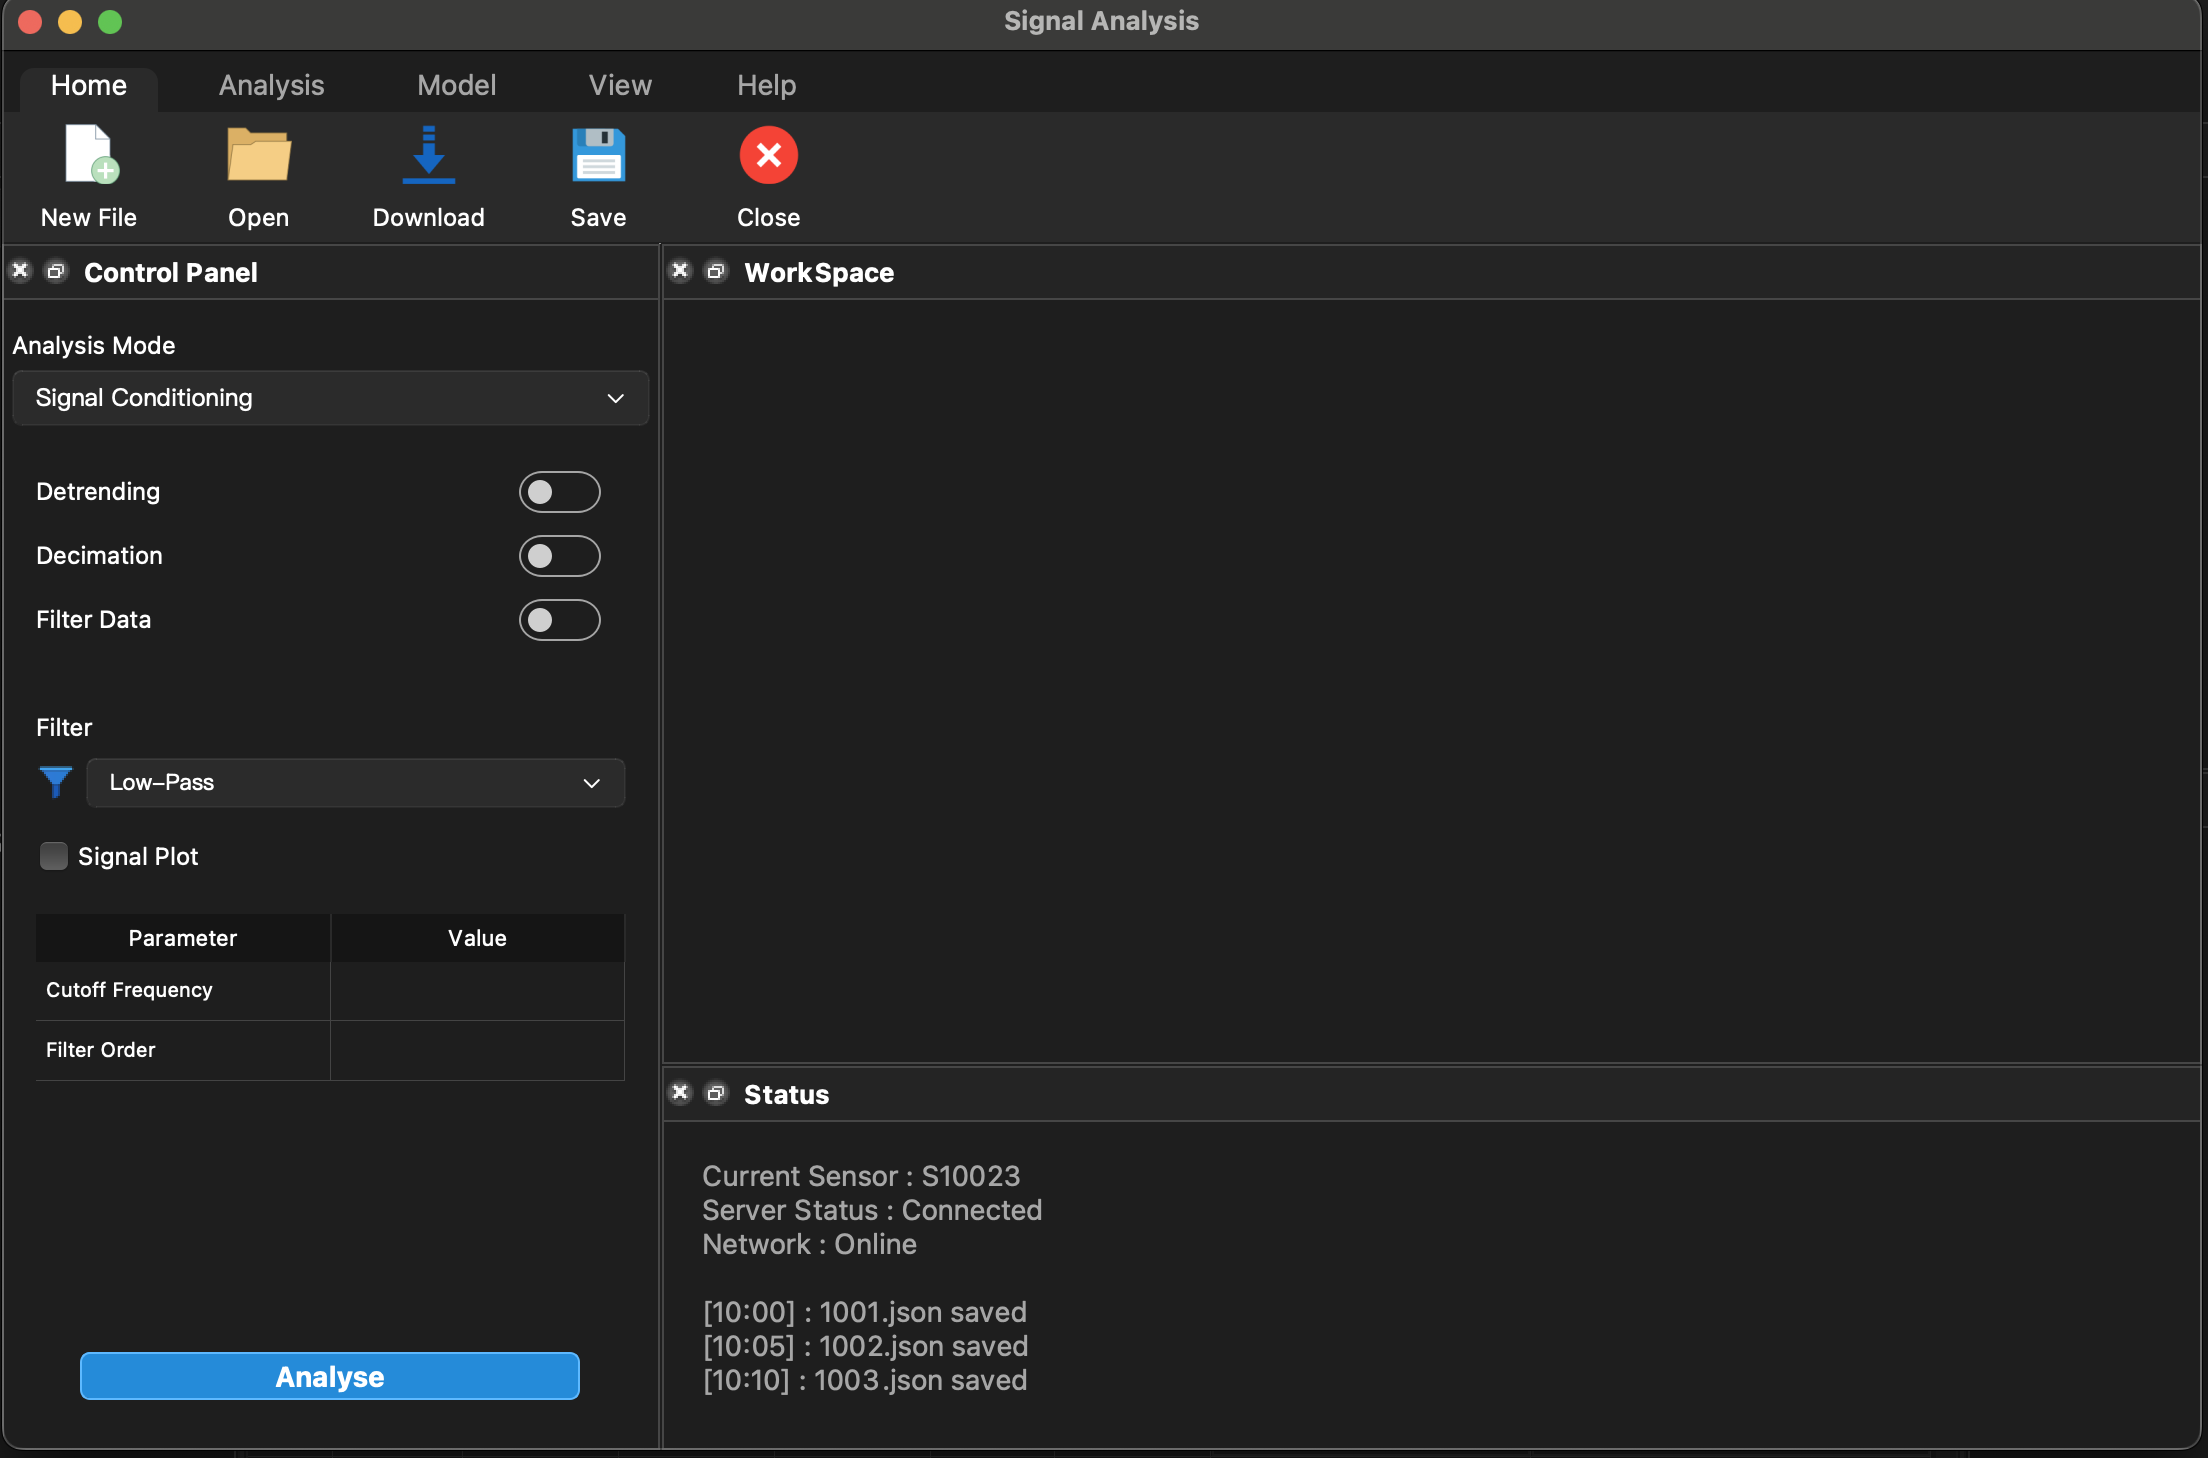 Signal Analysis
Home Analysis Model View Help
New File Open Download Save Close
Control Panel
Analysis Mode
Signal Conditioning
Detrending
Decimation
Filter Data
Filter
Low-Pass
Signal Plot
Parameter Value
Cutoff Frequency
Filter Order
Analyse
WorkSpace
Status
Current Sensor : S10023
Server Status : Connected
Network : Online
[10:00] : 1001.json saved
[10:05] : 1002.json saved
[10:10] : 1003.json saved